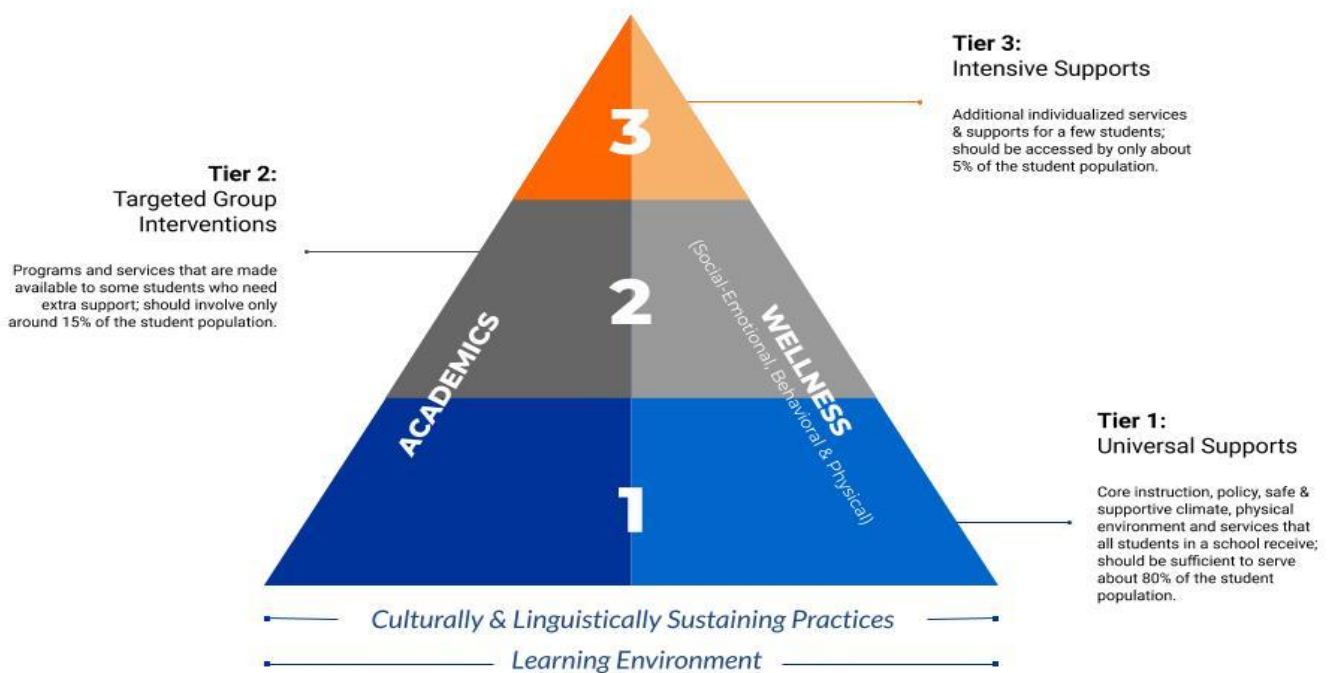 Tier 3:
Intensive Supports
Additional individualized services
& supports for a few students;
should be accessed by only about
5% of the student population.
3
Tier 2:
Targeted Group
Interventions
Programs and services that are made
available to some students who need
extra support; should involve only
around 15% of the student population.
2
ACADEMICS
WELLNESS
(Social-Emotional, Behavioral & Physical)
Tier 1:
Universal Supports
Core instruction, policy, safe &
supportive climate, physical
environment and services that
all students in a school receive;
should be sufficient to serve
about 80% of the student
population.
1
Culturally & Linguistically Sustaining Practices
Learning Environment